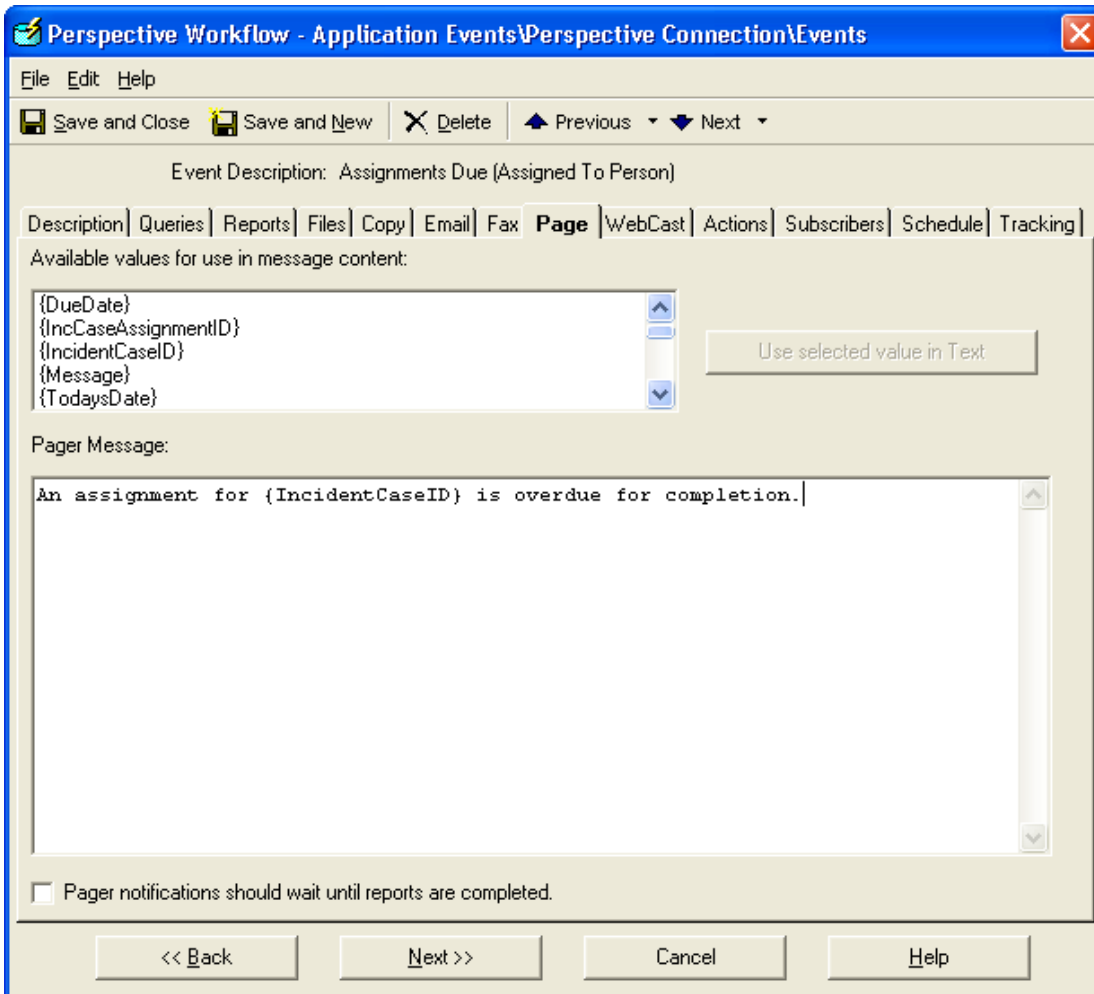 Perspective Workflow - Application Events\Perspective Connection\Events
File Edit Help
Save and Close Save and New Delete Previous Next
Event Description: Assignments Due (Assigned To Person)
Description Queries Reports Files Copy Email Fax Page WebCast Actions Subscribers Schedule Tracking
Available values for use in message content:
{DueDate}
{IncCaseAssignmentID}
{IncidentCaseID}
{Message}
{TodaysDate}
Use selected value in Text
Pager Message:
An assignment for {IncidentCaseID} is overdue for completion.
Pager notifications should wait until reports are completed.
<< Back Next >> Cancel Help